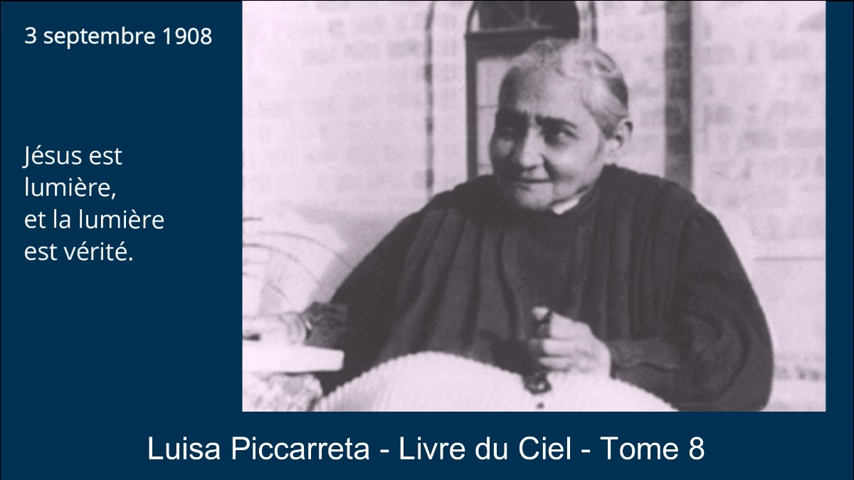 3 septembre 1908
Jésus est
lumière,
et la lumière
est vérité.
Luisa Piccarreta - Livre du Ciel - Tome 8